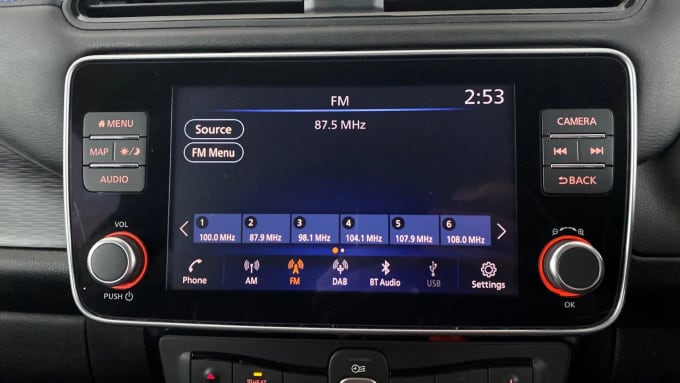 FM
2:53
87.5 MHz
Source
FM Menu
MENU
MAP
AUDIO
VOL
PUSH
CAMERA
BACK
OK
1 2 3 4 5 6
100.0 MHz 87.9 MHz 98.1 MHz 104.1 MHz 107.9 MHz 108.0 MHz
Phone AM FM DAB BT Audio USB Settings